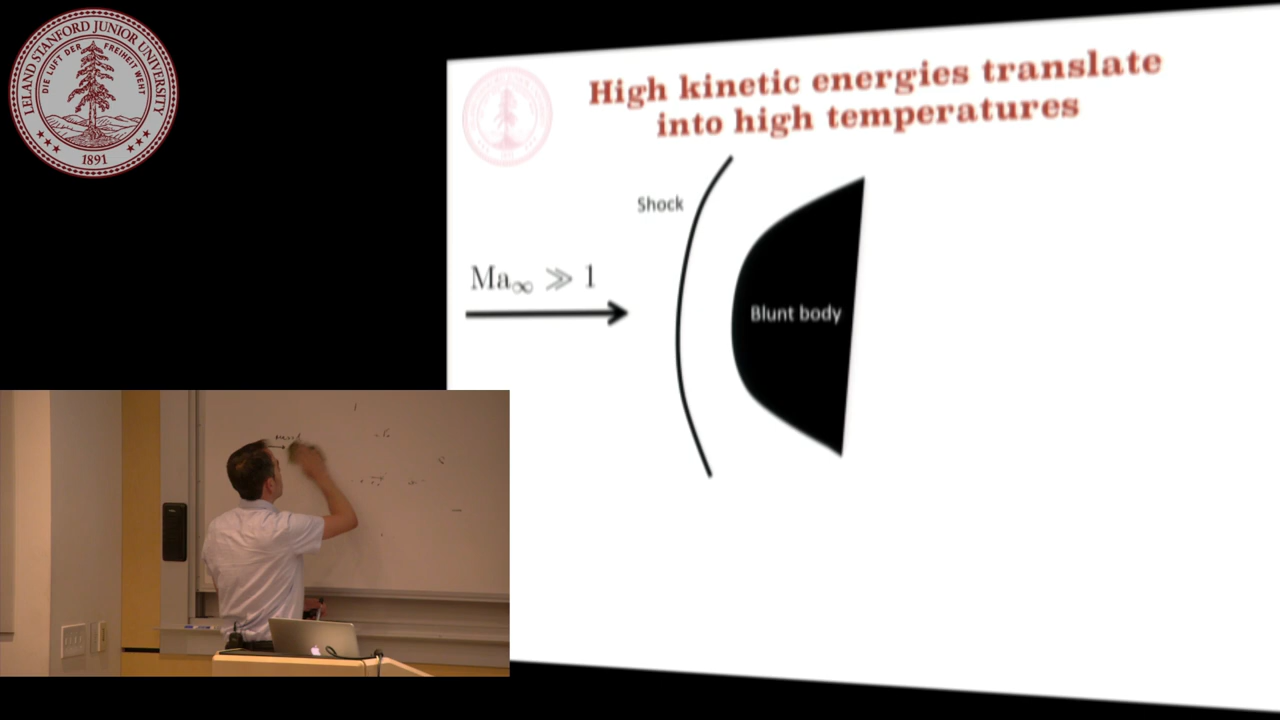 LELAND STANFORD JUNIOR UNIVERSITY
DIE LUFT DER FREIHEIT WEHT
1891
High kinetic energies translate
into high temperatures
Shock
Ma∞ ≫ 1
Blunt body